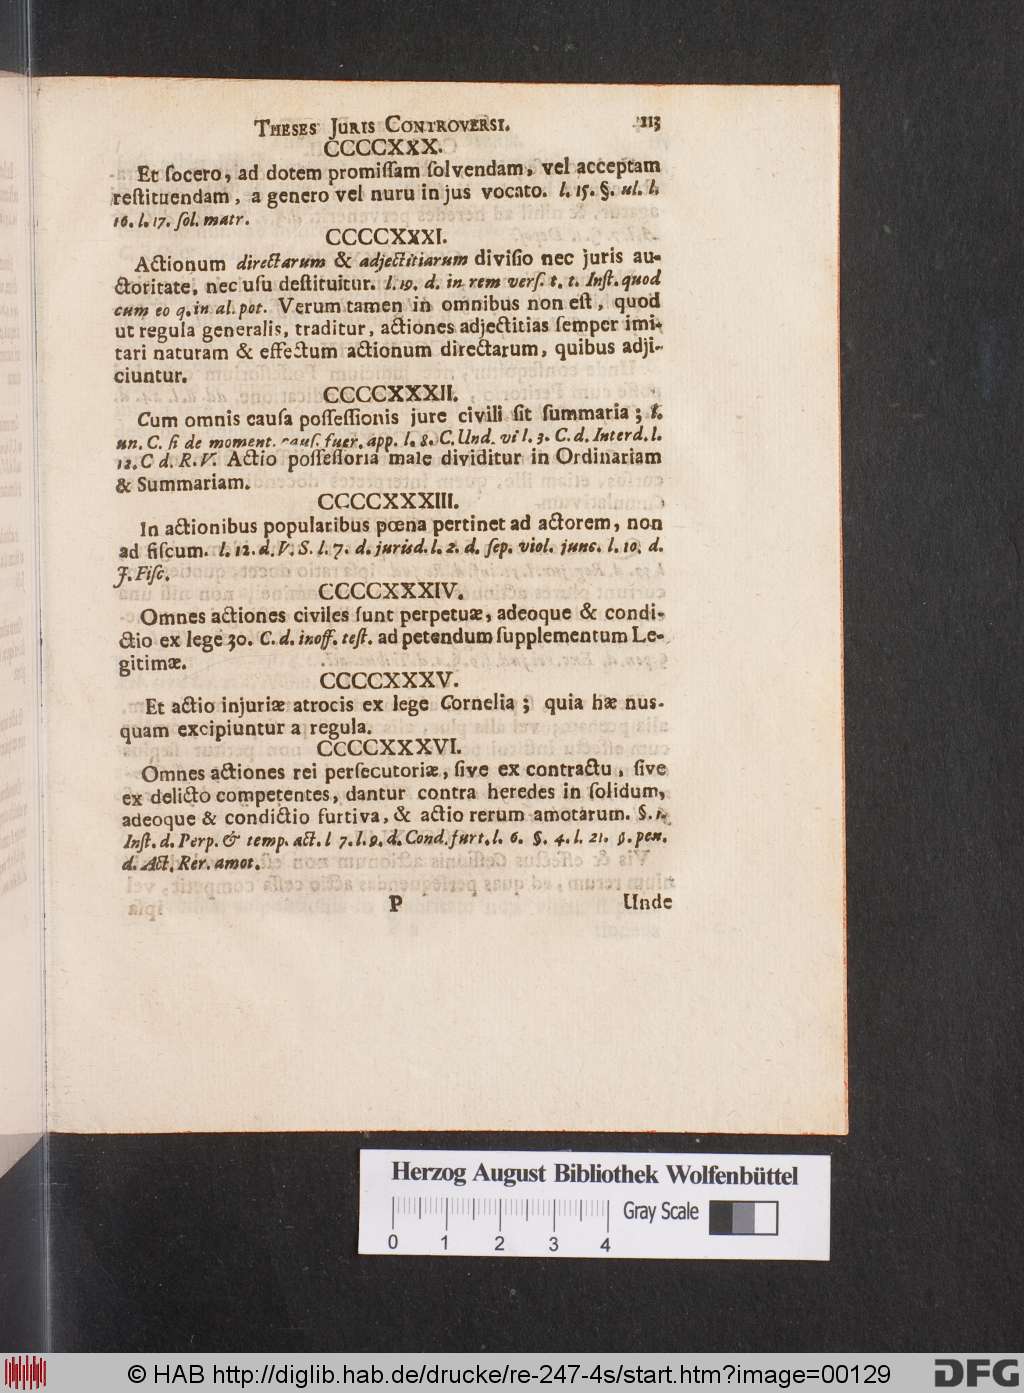 THESES JURIS CONTROVERSI. 113
CCCCXXX.
Et ſocero, ad dotem promiſſam ſolvendam, vel acceptam
reſtituendam, a genero vel nuru in jus vocato. l. 15. §. ul. l.
16. l. 17. ſol. matr.
CCCCXXXI.
Actionum directarum & adjectitiarum diviſio nec juris au-
ctoritate, nec uſu deſtituitur. l. 19. d. in rem verſ. t. t. Inſt. quod
cum eo q. in al. pot. Verum tamen in omnibus non eſt, quod
ut regula generalis, traditur, actiones adjectitias ſemper imi-
tari naturam & effectum actionum directarum, quibus adji-
ciuntur.
CCCCXXXII.
Cum omnis cauſa poſſeſſionis jure civili ſit ſummaria; l.
un. C. ſi de moment. fuer. app. l. 8. C. Und. vi l. 3. C. d. Interd. l.
12. C d. R. V. Actio poſſeſſoria male dividitur in Ordinariam
& Summariam.
CCCCXXXIII.
In actionibus popularibus pœna pertinet ad actorem, non
ad fiſcum. l. 12. d. V. S. l. 7. d. jurisd. l. 2. d. ſep. viol. junc. l. 10. d.
J. Fiſc.
CCCCXXXIV.
Omnes actiones civiles ſunt perpetuæ, adeoque & condi-
ctio ex lege 30. C. d. inoff. teſt. ad petendum ſupplementum Le-
gitimæ.
CCCCXXXV.
Et actio injuriæ atrocis ex lege Cornelia; quia hæ nus-
quam excipiuntur a regula.
CCCCXXXVI.
Omnes actiones rei perſecutoriæ, ſive ex contractu, ſive
ex delicto competentes, dantur contra heredes in ſolidum,
adeoque & condictio furtiva, & actio rerum amotarum. §. 1.
Inſt. d. Perp. & temp. act. l 7. l. 9. d. Cond. furt. l. 6. §. 4. l. 21. §. pen.
d. Act. Rer. amot.
P Unde
Herzog August Bibliothek Wolfenbüttel
Gray Scale
0 1 2 3 4
© HAB http://diglib.hab.de/drucke/re-247-4s/start.htm?image=00129
DFG